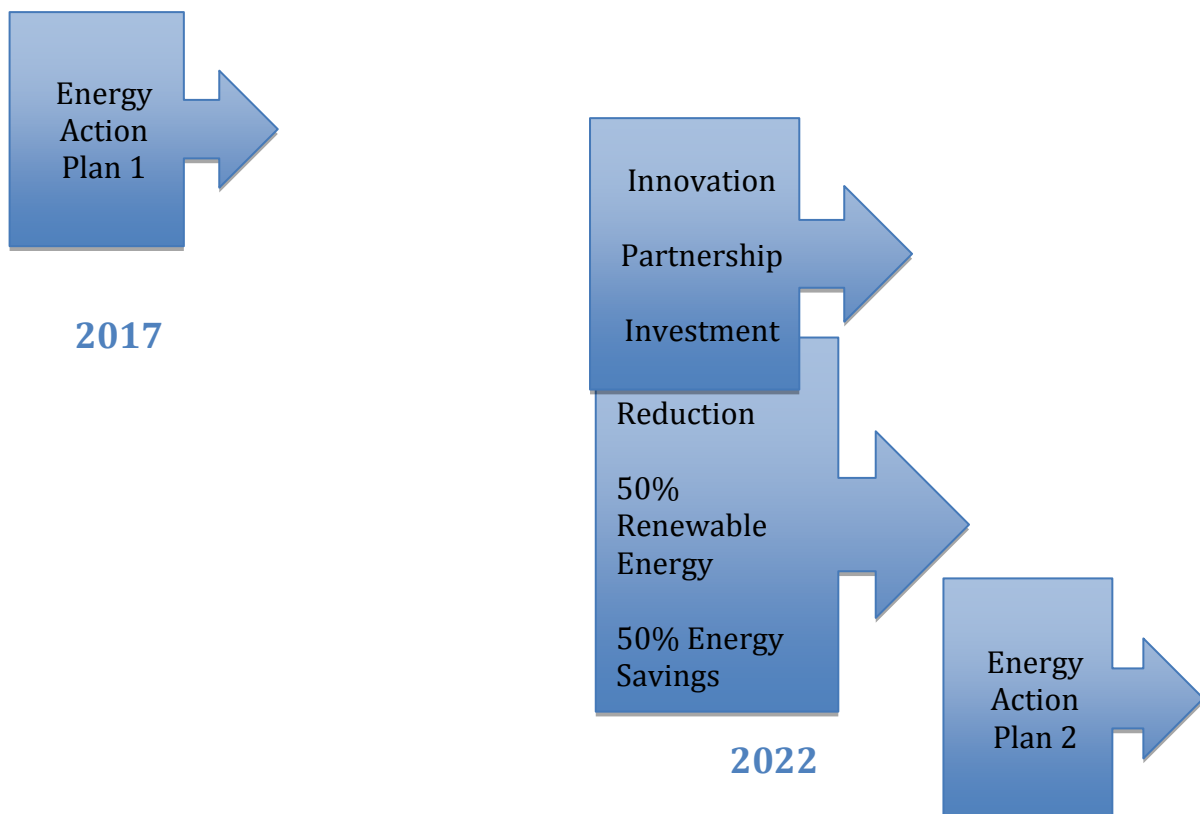 Energy
Action
Plan 1
2017
Innovation
Partnership
Investment
Reduction
50%
Renewable
Energy
50% Energy
Savings
2022
Energy
Action
Plan 2